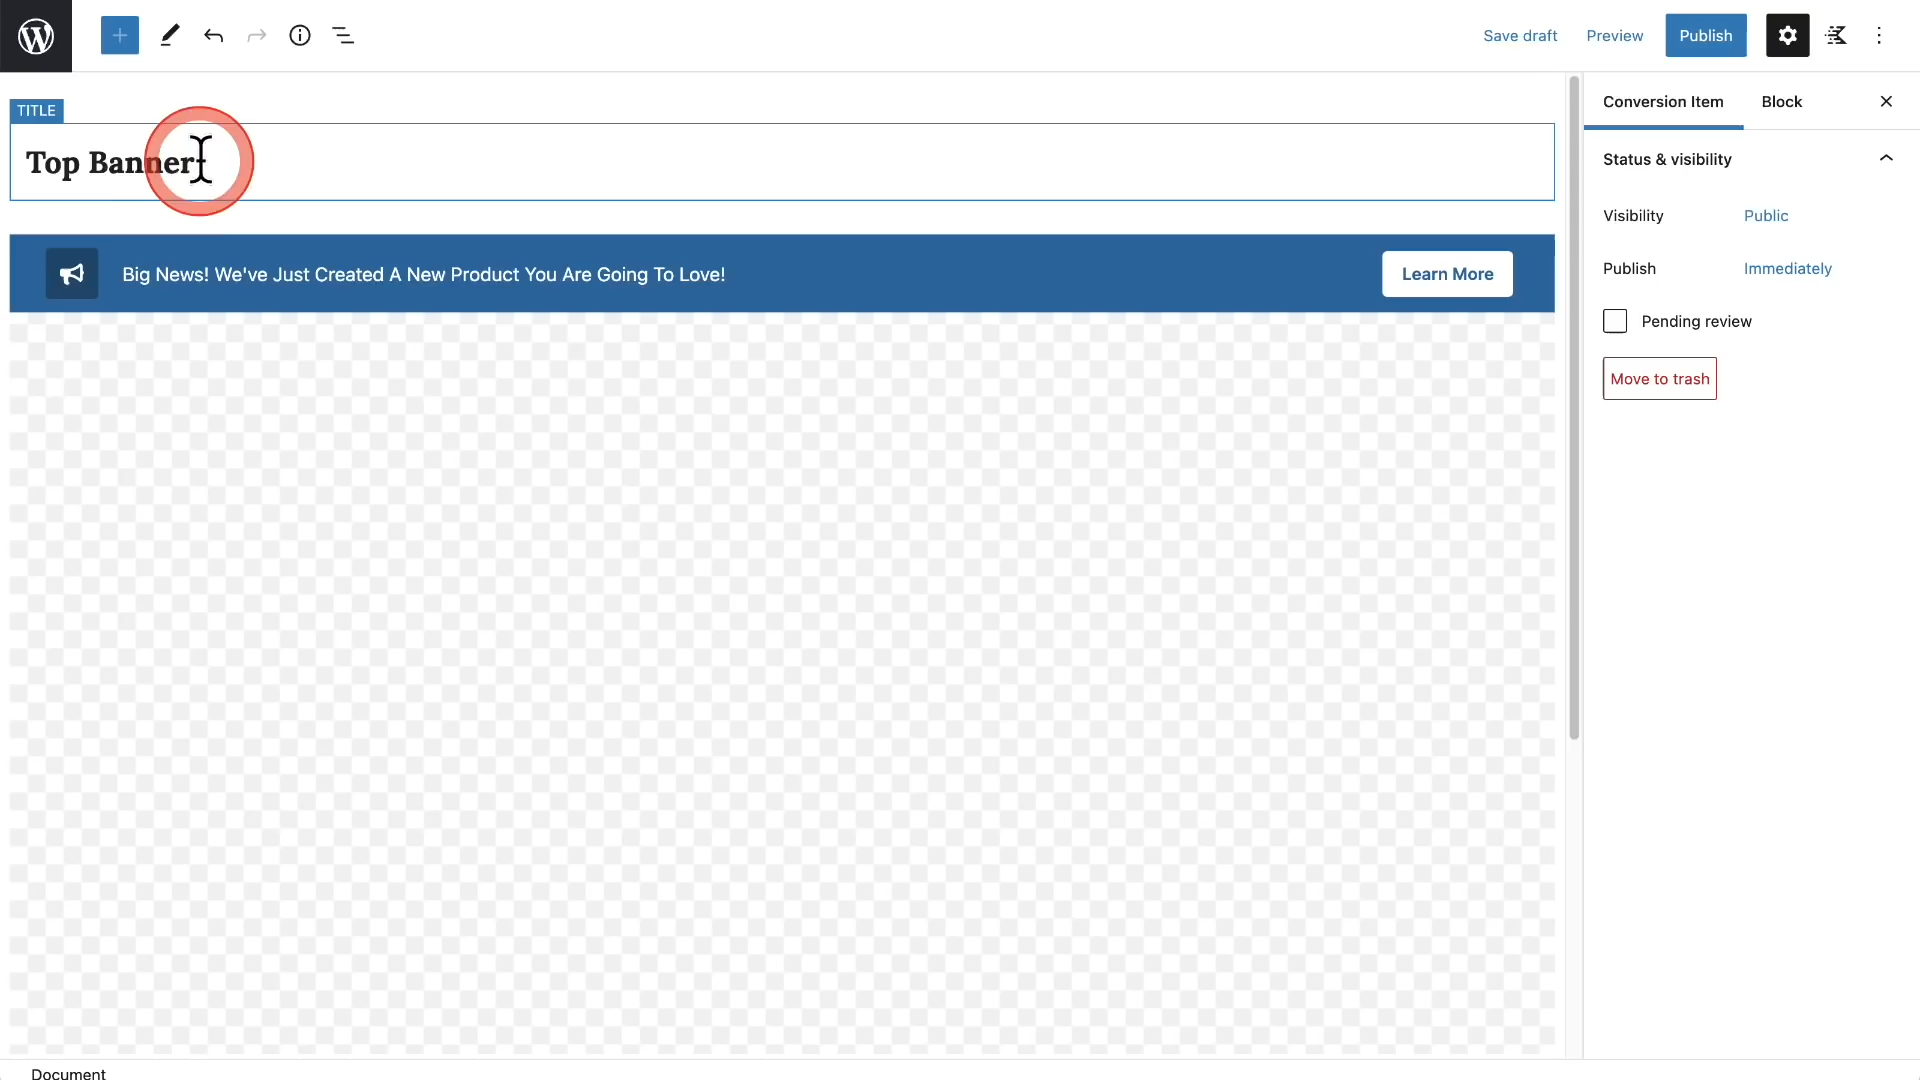 Save draft
Preview
Publish
TITLE
Top Banner
Big News! We've Just Created A New Product You Are Going To Love!
Learn More
Conversion Item
Block
Status & visibility
Visibility
Public
Publish
Immediately
Pending review
Move to trash
Document